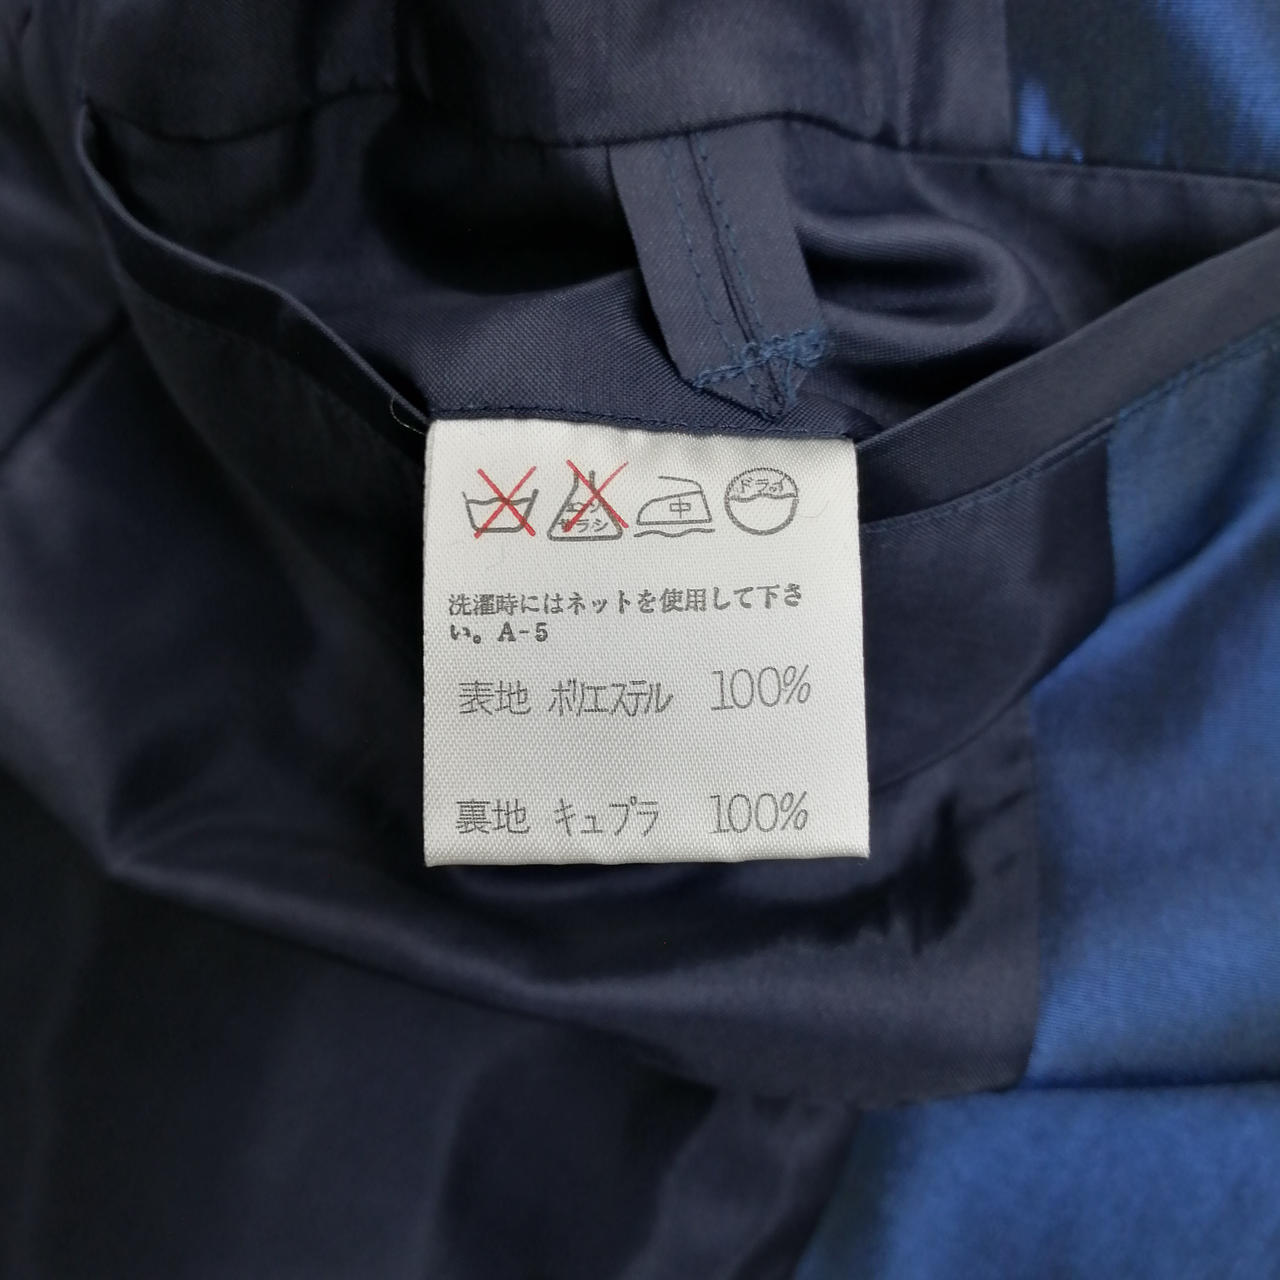 エンソ
サラシ
中
ドライ
洗濯時にはネットを使用して下さ
い。A-5
表地 ポリエステル 100%
裏地 キュプラ 100%